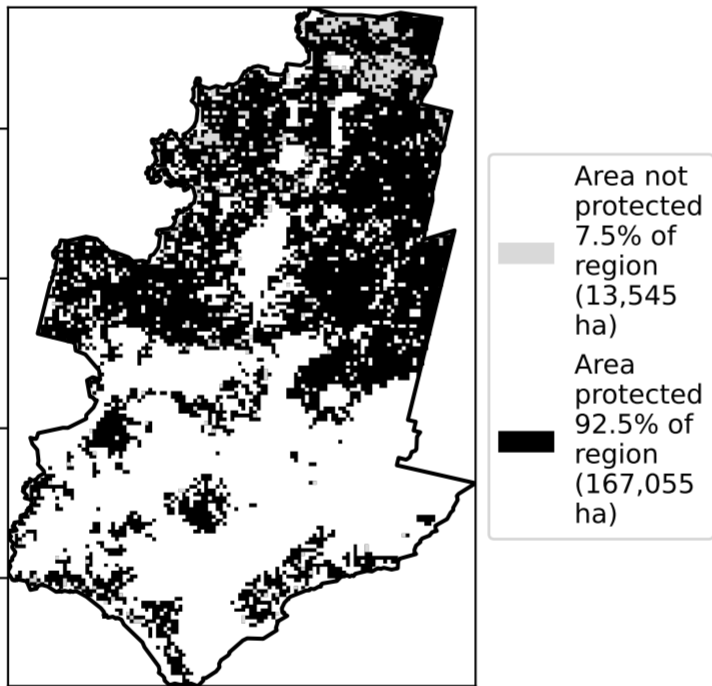 Area not
protected
7.5% of
region
(13,545
ha)
Area
protected
92.5% of
region
(167,055
ha)